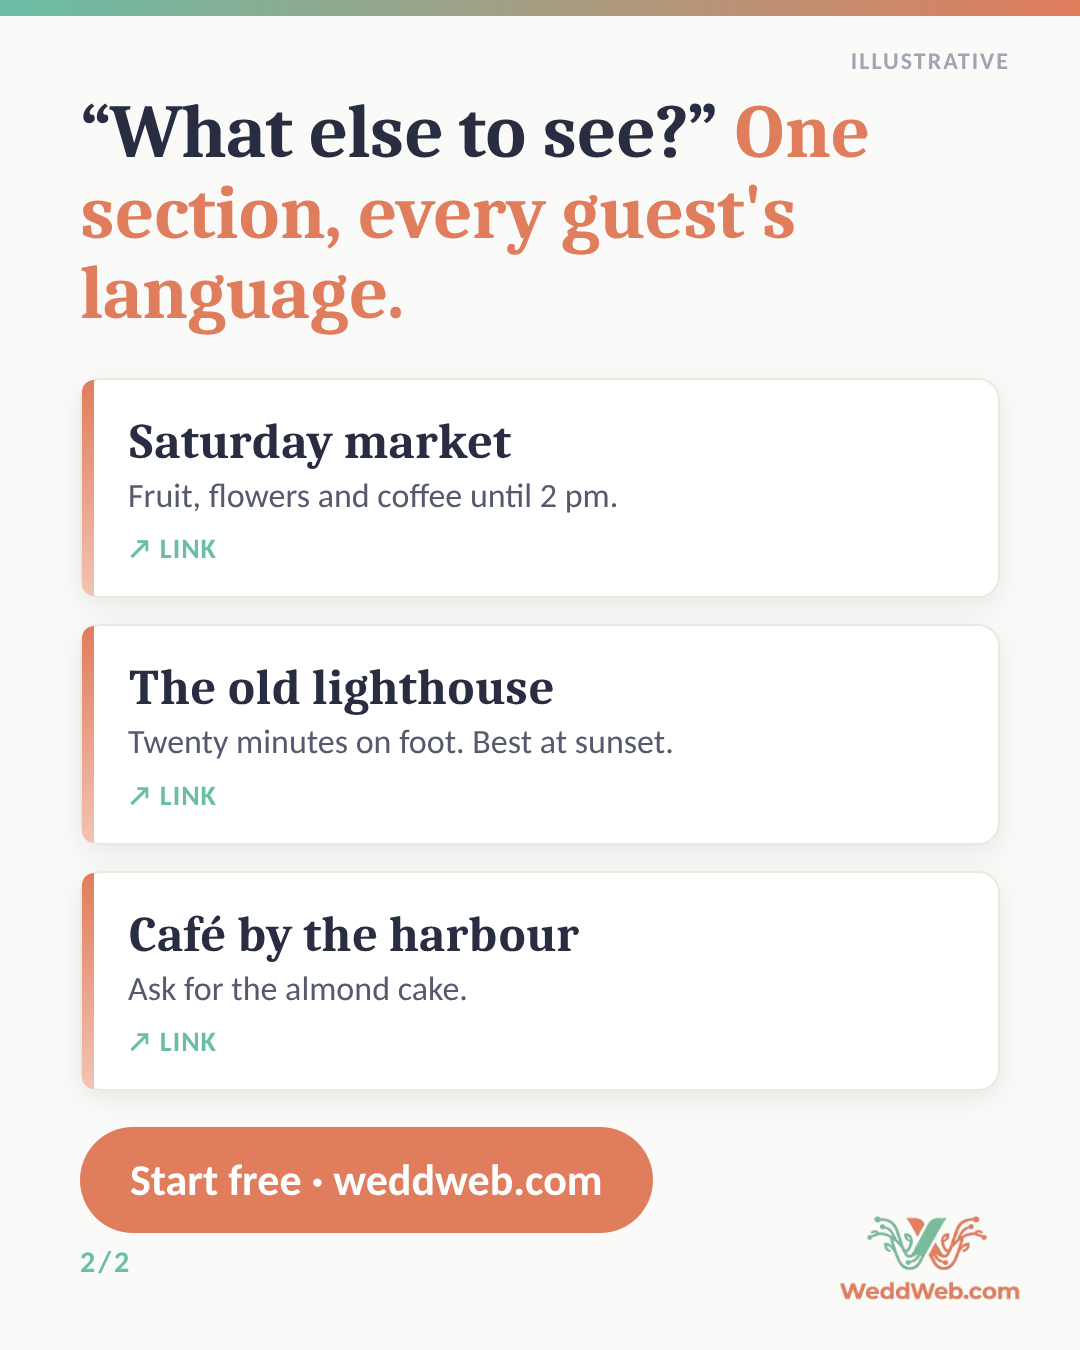 ILLUSTRATIVE
“What else to see?” One
section, every guest's
language.
Saturday market
Fruit, flowers and coffee until 2 pm.
↗ LINK
The old lighthouse
Twenty minutes on foot. Best at sunset.
↗ LINK
Café by the harbour
Ask for the almond cake.
↗ LINK
Start free · weddweb.com
2/2
WeddWeb.com